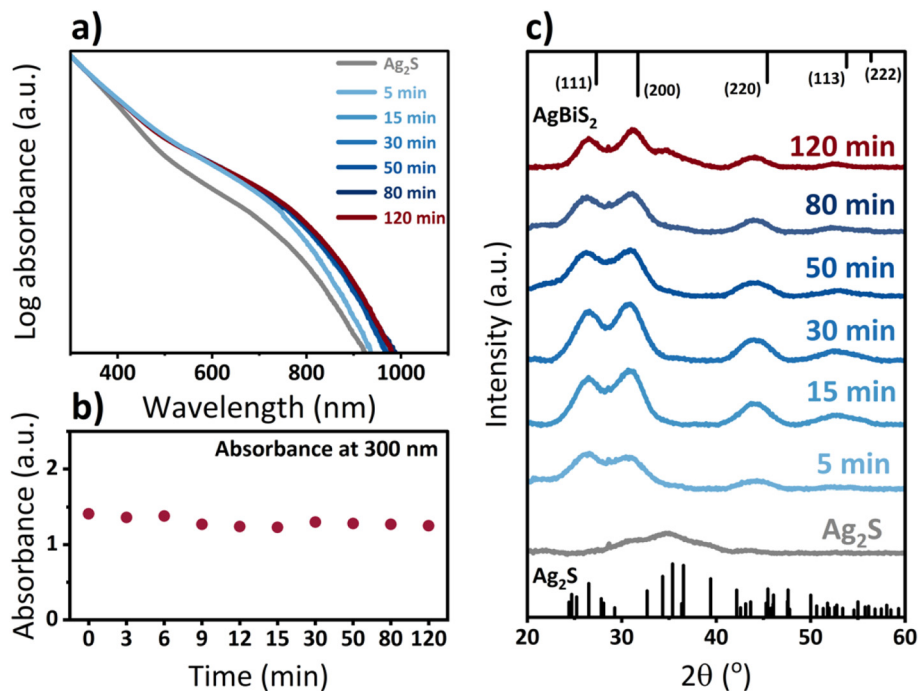 a)
Log absorbance (a.u.)
Ag₂S
5 min
15 min
30 min
50 min
80 min
120 min
400 600 800 1000
Wavelength (nm)
b)
Absorbance at 300 nm
Absorbance (a.u.)
2
1
0
0 3 6 9 12 15 30 50 80 120
Time (min)
c)
Intensity (a.u.)
(111) (200) (220) (113) (222)
AgBiS₂
120 min
80 min
50 min
30 min
15 min
5 min
Ag₂S
Ag₂S
20 30 40 50 60
2θ (°)